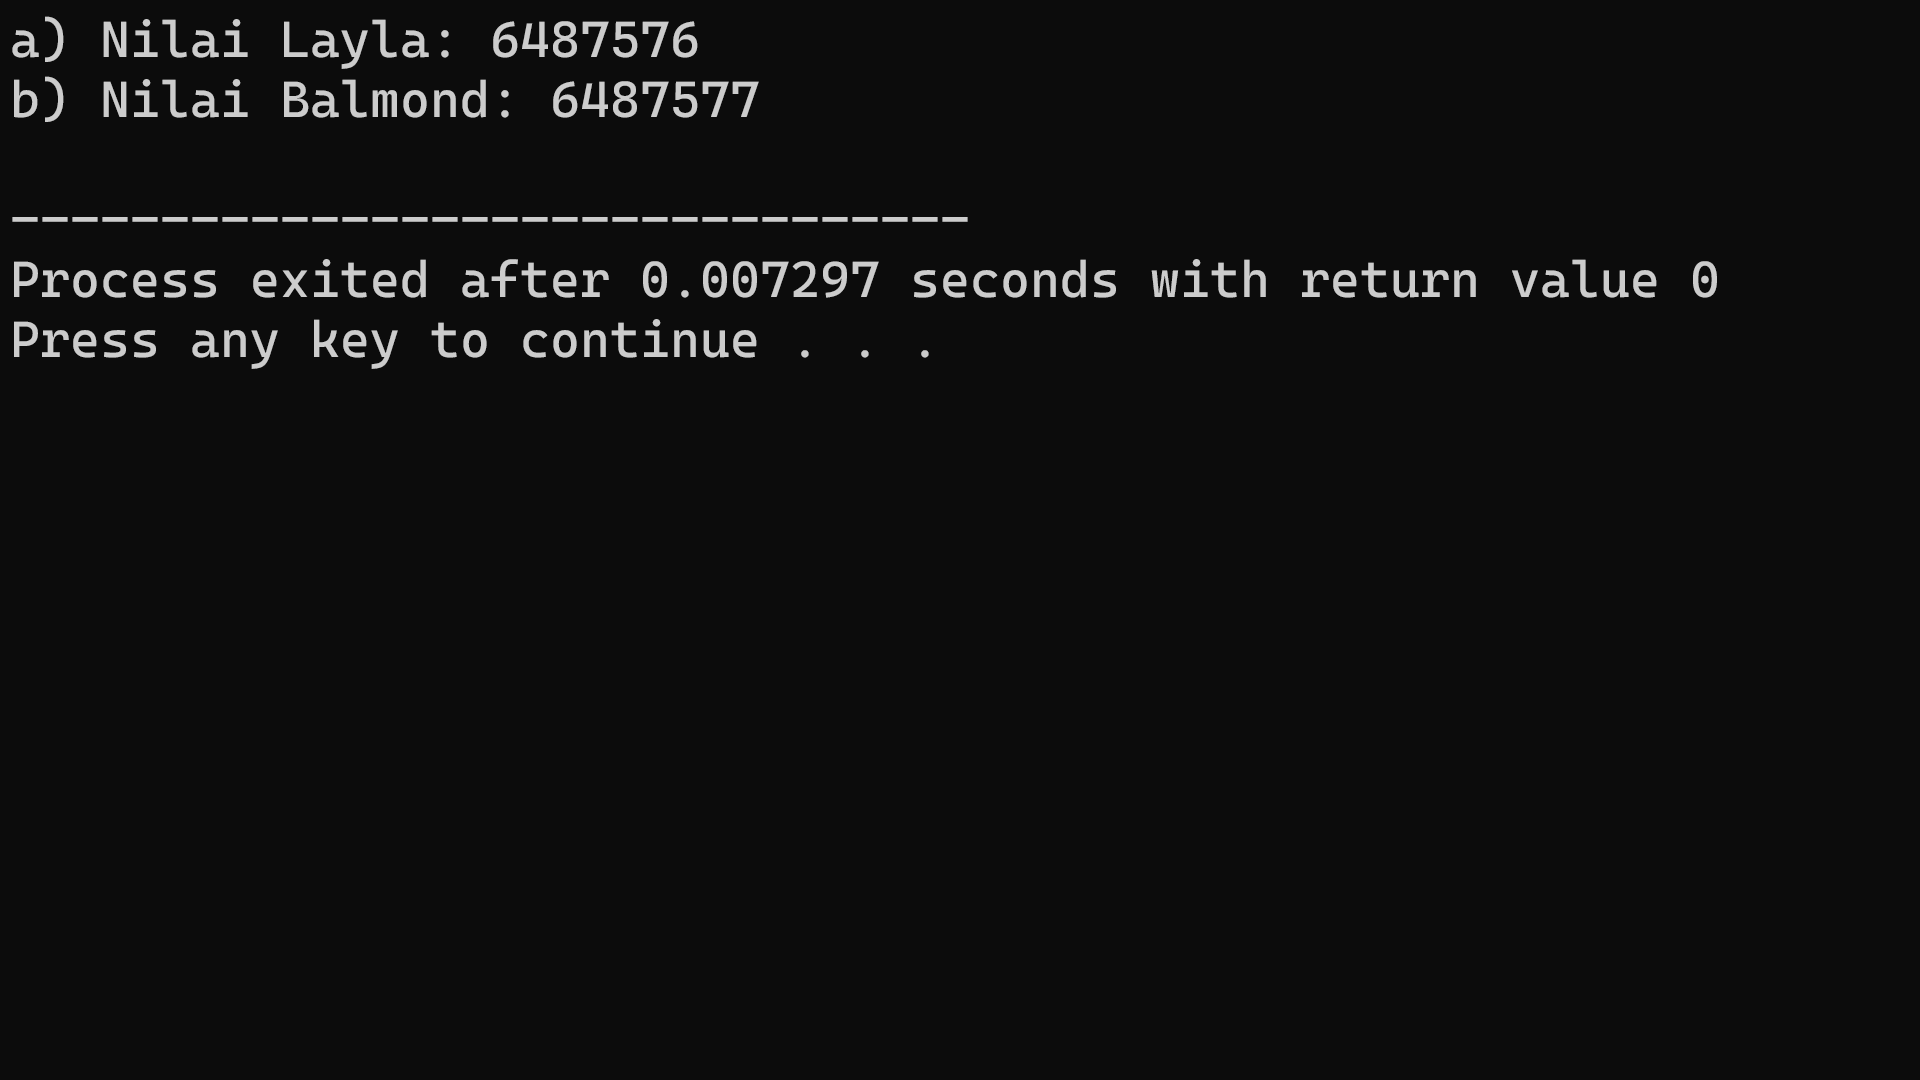 a) Nilai Layla: 6487576
b) Nilai Balmond: 6487577
--------------------------------
Process exited after 0.007297 seconds with return value 0
Press any key to continue . . .